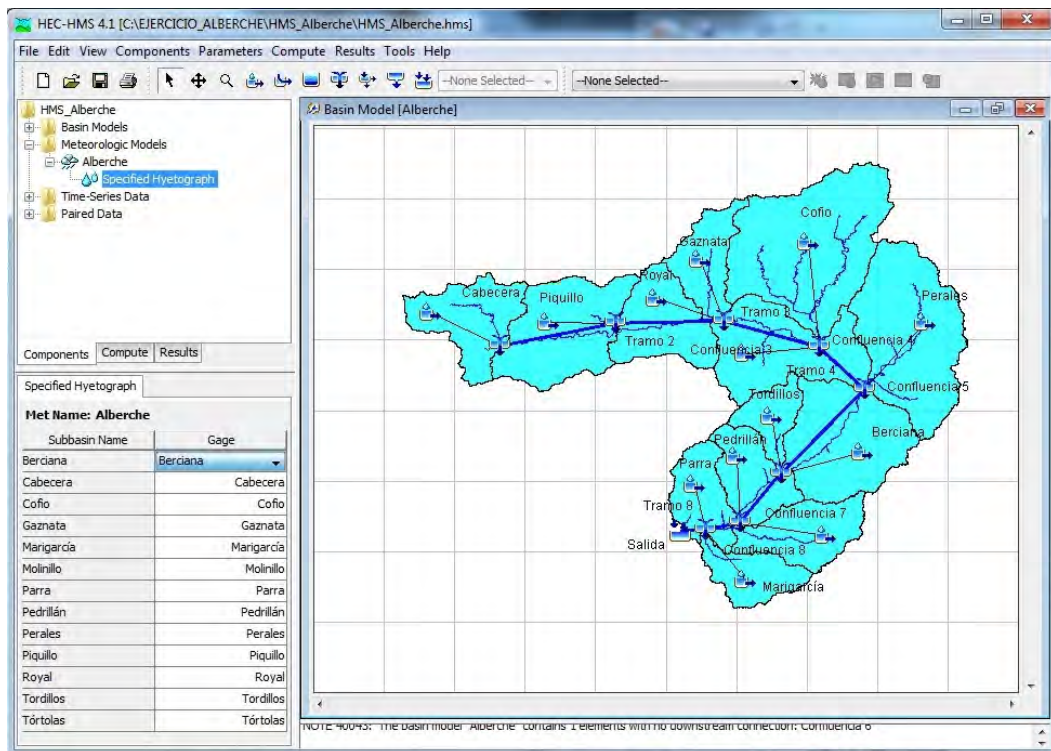 HEC-HMS 4.1 [C:\EJERCICIO_ALBERCHE\HMS_Alberche\HMS_Alberche.hms]
File Edit View Components Parameters Compute Results Tools Help
--None Selected-- --None Selected--
HMS_Alberche
Basin Models
Meteorologic Models
Alberche
Specified Hyetograph
Time-Series Data
Paired Data
Components Compute Results
Specified Hyetograph
Met Name: Alberche
Subbasin Name Gage
Berciana Berciana
Cabecera Cabecera
Cofio Cofio
Gaznata Gaznata
Marigarcía Marigarcía
Molinillo Molinillo
Parra Parra
Pedrillán Pedrillán
Perales Perales
Piquillo Piquillo
Royal Royal
Tordillos Tordillos
Tórtolas Tórtolas
Basin Model [Alberche]
Cofio
Gaznata
Royal
Cabecera
Piquillo
Perales
Tramo 3
Tramo 2
Confluencia 3
Confluencia 4
Tramo 4
Confluencia 5
Tordillos
Berciana
Pedrillán
Parra
Tramo 8
Confluencia 7
Salida
Confluencia 8
Marigarcía
NOTE 40043: The basin model "Alberche" contains 1 elements with no downstream connection: Confluencia 6